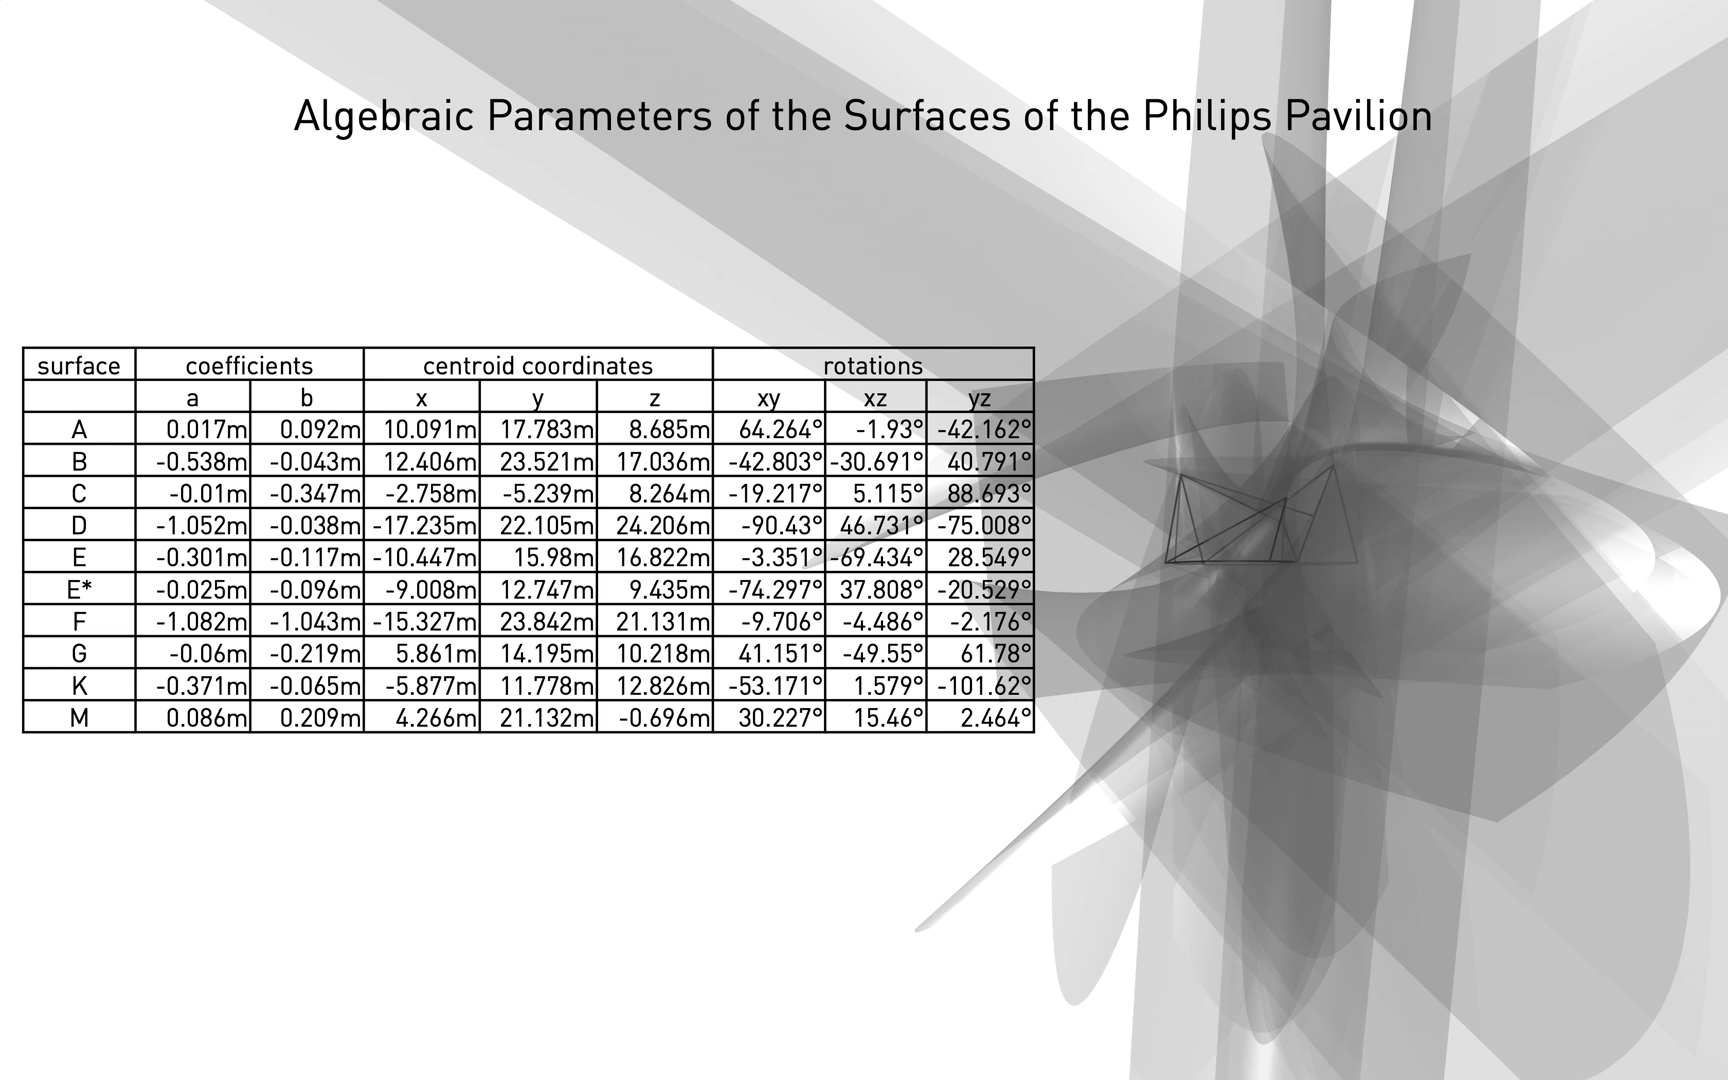 Algebraic Parameters of the Surfaces of the Philips Pavilion
surface coefficients centroid coordinates rotations
a b x y z xy xz yz
A 0.017m 0.092m 10.091m 17.783m 8.685m 64.264° -1.93° -42.162°
B -0.538m -0.043m 12.406m 23.521m 17.036m -42.803° -30.691° 40.791°
C -0.01m -0.347m -2.758m -5.239m 8.264m -19.217° 5.115° 88.693°
D -1.052m -0.038m -17.235m 22.105m 24.206m -90.43° 46.731° -75.008°
E -0.301m -0.117m -10.447m 15.98m 16.822m -3.351° -69.434° 28.549°
E* -0.025m -0.096m -9.008m 12.747m 9.435m -74.297° 37.808° -20.529°
F -1.082m -1.043m -15.327m 23.842m 21.131m -9.706° -4.486° -2.176°
G -0.06m -0.219m 5.861m 14.195m 10.218m 41.151° -49.55° 61.78°
K -0.371m -0.065m -5.877m 11.778m 12.826m -53.171° 1.579° -101.62°
M 0.086m 0.209m 4.266m 21.132m -0.696m 30.227° 15.46° 2.464°